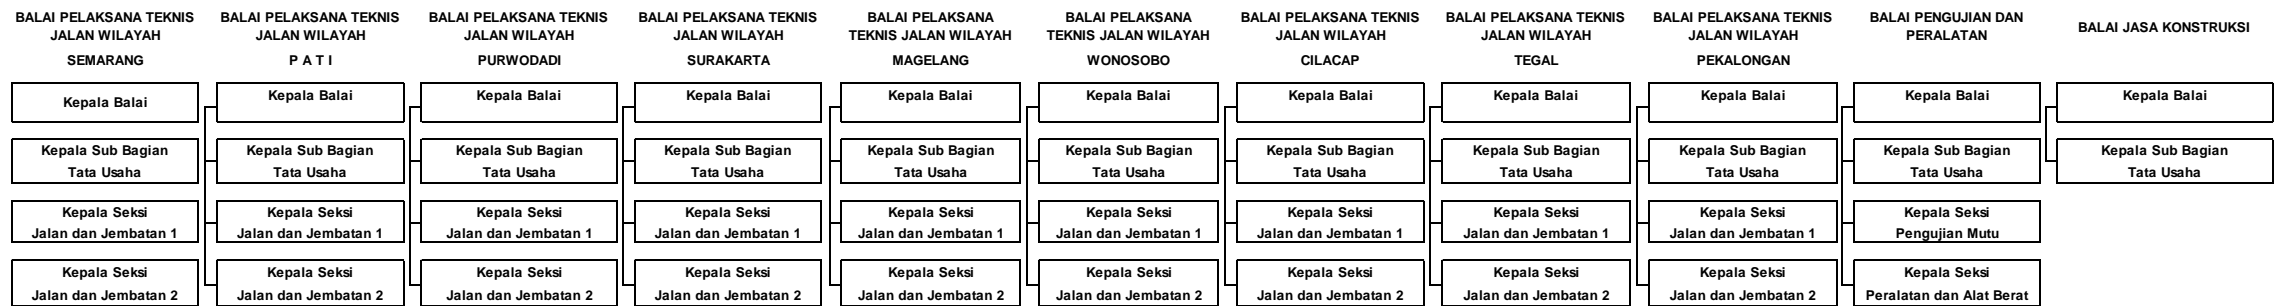 BALAI PELAKSANA TEKNIS
JALAN WILAYAH
SEMARANG
Kepala Balai
Kepala Sub Bagian
Tata Usaha
Kepala Seksi
Jalan dan Jembatan 1
Kepala Seksi
Jalan dan Jembatan 2
BALAI PELAKSANA TEKNIS
JALAN WILAYAH
P A T I
Kepala Balai
Kepala Sub Bagian
Tata Usaha
Kepala Seksi
Jalan dan Jembatan 1
Kepala Seksi
Jalan dan Jembatan 2
BALAI PELAKSANA TEKNIS
JALAN WILAYAH
PURWODADI
Kepala Balai
Kepala Sub Bagian
Tata Usaha
Kepala Seksi
Jalan dan Jembatan 1
Kepala Seksi
Jalan dan Jembatan 2
BALAI PELAKSANA TEKNIS
JALAN WILAYAH
SURAKARTA
Kepala Balai
Kepala Sub Bagian
Tata Usaha
Kepala Seksi
Jalan dan Jembatan 1
Kepala Seksi
Jalan dan Jembatan 2
BALAI PELAKSANA
TEKNIS JALAN WILAYAH
MAGELANG
Kepala Balai
Kepala Sub Bagian
Tata Usaha
Kepala Seksi
Jalan dan Jembatan 1
Kepala Seksi
Jalan dan Jembatan 2
BALAI PELAKSANA
TEKNIS JALAN WILAYAH
WONOSOBO
Kepala Balai
Kepala Sub Bagian
Tata Usaha
Kepala Seksi
Jalan dan Jembatan 1
Kepala Seksi
Jalan dan Jembatan 2
BALAI PELAKSANA TEKNIS
JALAN WILAYAH
CILACAP
Kepala Balai
Kepala Sub Bagian
Tata Usaha
Kepala Seksi
Jalan dan Jembatan 1
Kepala Seksi
Jalan dan Jembatan 2
BALAI PELAKSANA TEKNIS
JALAN WILAYAH
TEGAL
Kepala Balai
Kepala Sub Bagian
Tata Usaha
Kepala Seksi
Jalan dan Jembatan 1
Kepala Seksi
Jalan dan Jembatan 2
BALAI PELAKSANA TEKNIS
JALAN WILAYAH
PEKALONGAN
Kepala Balai
Kepala Sub Bagian
Tata Usaha
Kepala Seksi
Jalan dan Jembatan 1
Kepala Seksi
Jalan dan Jembatan 2
BALAI PENGUJIAN DAN
PERALATAN
Kepala Balai
Kepala Sub Bagian
Tata Usaha
Kepala Seksi
Pengujian Mutu
Kepala Seksi
Peralatan dan Alat Berat
BALAI JASA KONSTRUKSI
Kepala Balai
Kepala Sub Bagian
Tata Usaha